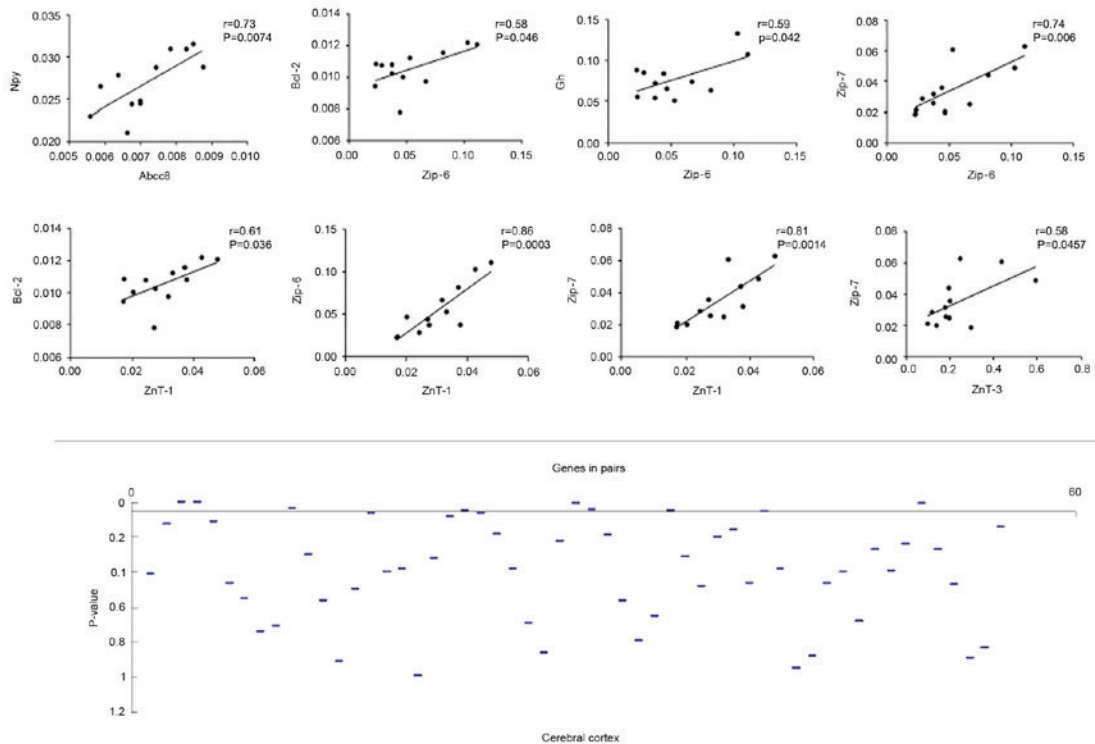 r=0.73
P=0.0074
Npy
0.035
0.030
0.025
0.020
0.005 0.006 0.007 0.008 0.009 0.010
Abcc8
r=0.58
P=0.046
Bcl-2
0.014
0.012
0.010
0.008
0.006
0.00 0.05 0.10 0.15
Zip-6
r=0.59
p=0.042
Gh
0.15
0.10
0.05
0.00
0.00 0.05 0.10 0.15
Zip-6
r=0.74
P=0.006
Zip-7
0.08
0.06
0.04
0.02
0.00
0.00 0.05 0.10 0.15
Zip-6
r=0.61
P=0.036
Bcl-2
0.014
0.012
0.010
0.008
0.006
0.00 0.02 0.04 0.06
ZnT-1
r=0.86
P=0.0003
Zip-6
0.15
0.10
0.05
0.00
0.00 0.02 0.04 0.06
ZnT-1
r=0.81
P=0.0014
Zip-7
0.08
0.06
0.04
0.02
0.00
0.00 0.02 0.04 0.06
ZnT-1
r=0.58
P=0.0457
Zip-7
0.08
0.06
0.04
0.02
0.00
0.0 0.2 0.4 0.6 0.8
ZnT-3
Genes in pairs
0 60
P-value
0
0.2
0.1
0.6
0.8
1
1.2
Cerebral cortex